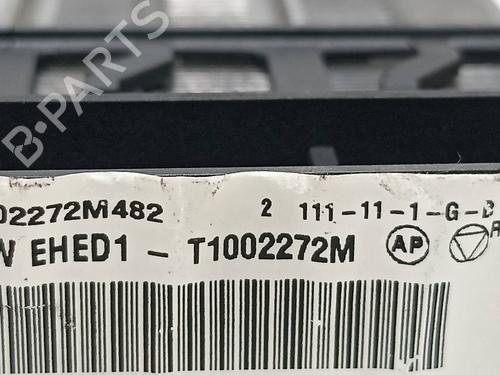 02272M482 2 111-11-1-G-B
W EHED1 - T1002272M AP
B-PARTS